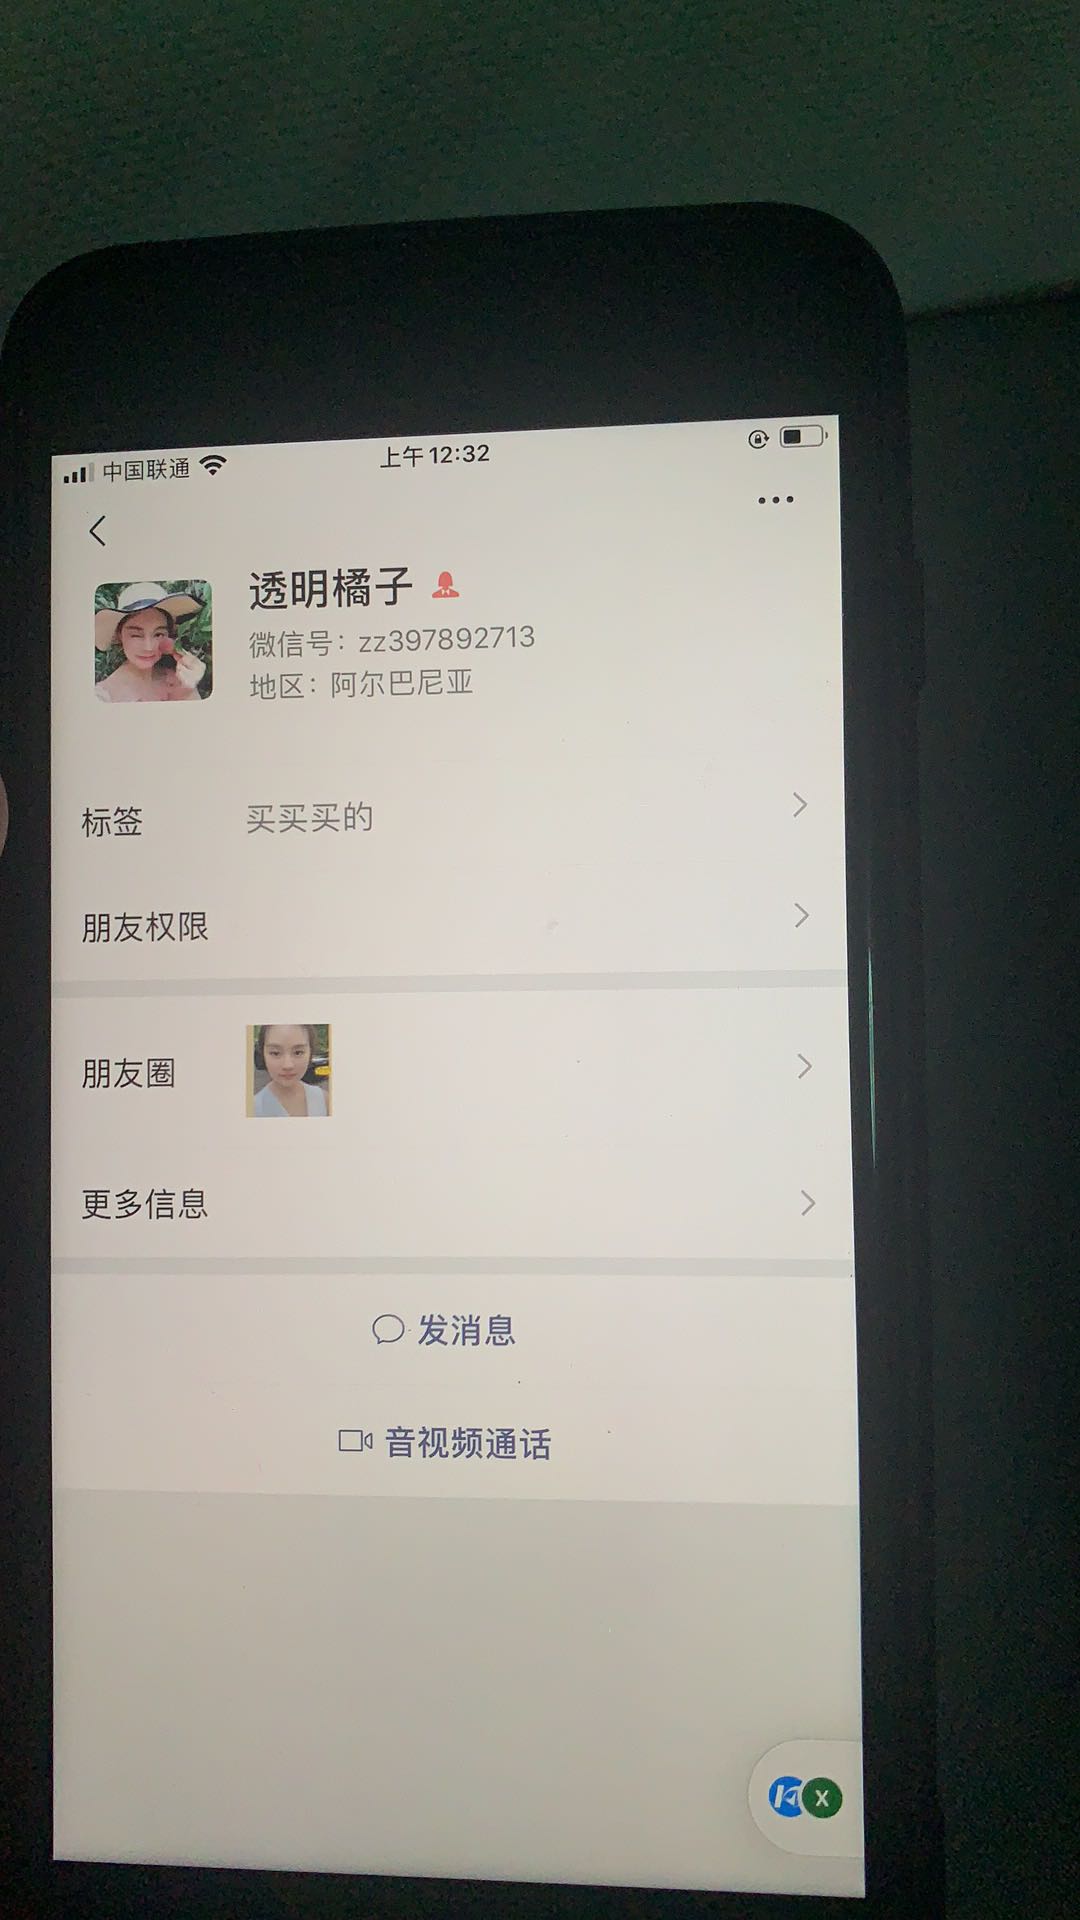 中国联通
上午12:32
透明橘子
微信号：zz397892713
地区：阿尔巴尼亚
标签 买买买的
朋友权限
朋友圈
更多信息
发消息
音视频通话
X